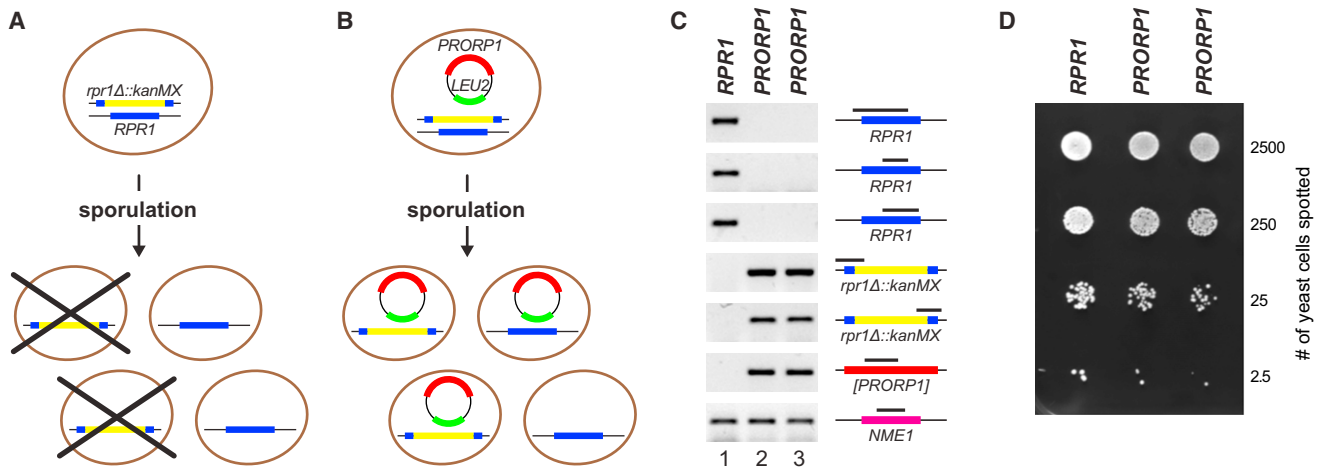 A
rpr1Δ::kanMX
RPR1
sporulation
B
PRORP1
LEU2
sporulation
C
RPR1
PRORP1
PRORP1
RPR1
RPR1
RPR1
rpr1Δ::kanMX
rpr1Δ::kanMX
[PRORP1]
NME1
1 2 3
D
RPR1
PRORP1
PRORP1
2500
250
25
2.5
# of yeast cells spotted